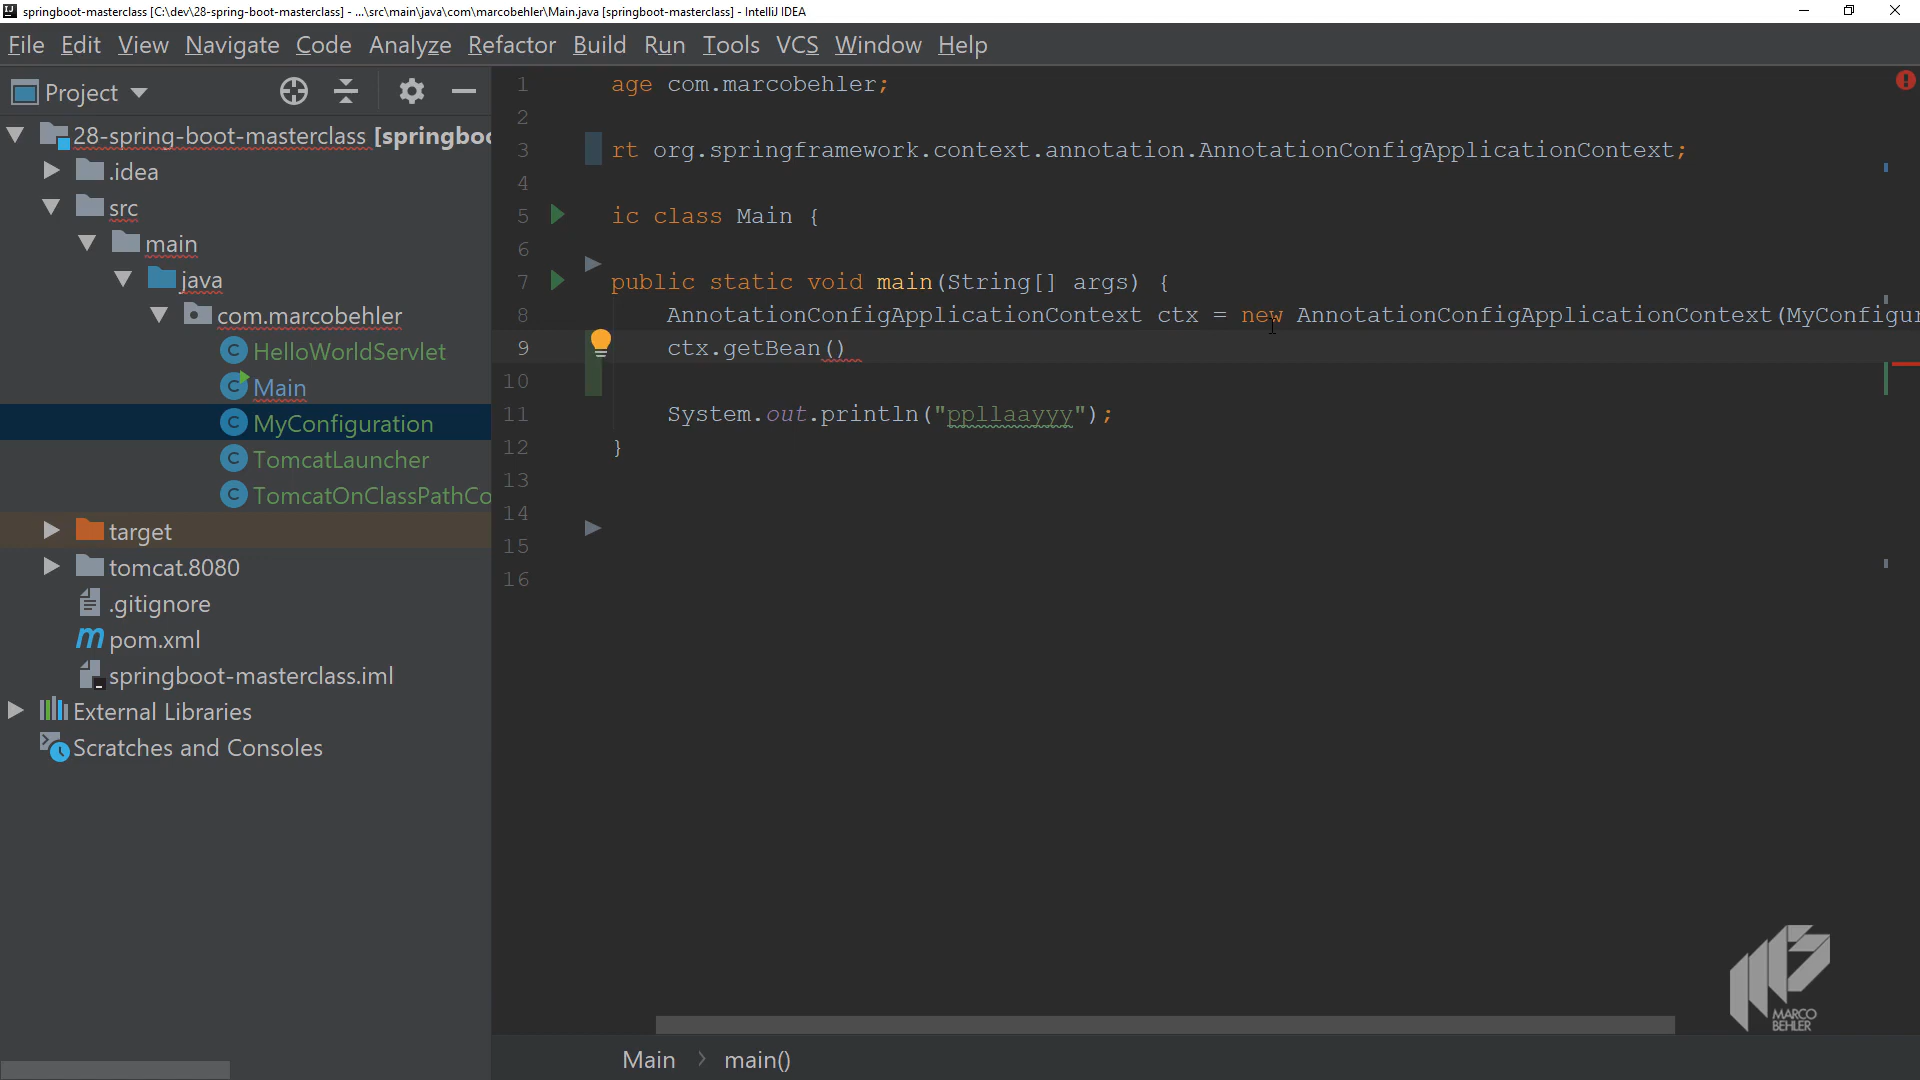 springboot-masterclass [C:\dev\28-spring-boot-masterclass] - ...\src\main\java\com\marcobehler\Main.java [springboot-masterclass] - IntelliJ IDEA
File Edit View Navigate Code Analyze Refactor Build Run Tools VCS Window Help
Project
28-spring-boot-masterclass [springboo
.idea
src
main
java
com.marcobehler
HelloWorldServlet
Main
MyConfiguration
TomcatLauncher
TomcatOnClassPathCo
target
tomcat.8080
.gitignore
pom.xml
springboot-masterclass.iml
External Libraries
Scratches and Consoles
1 age com.marcobehler;
2
3 rt org.springframework.context.annotation.AnnotationConfigApplicationContext;
4
5 ic class Main {
6
7 public static void main(String[] args) {
8 AnnotationConfigApplicationContext ctx = new AnnotationConfigApplicationContext(MyConfigur
9 ctx.getBean()
10
11 System.out.println("ppllaayyy");
12 }
13
14
15
16
MARCO
BEHLER
Main > main()